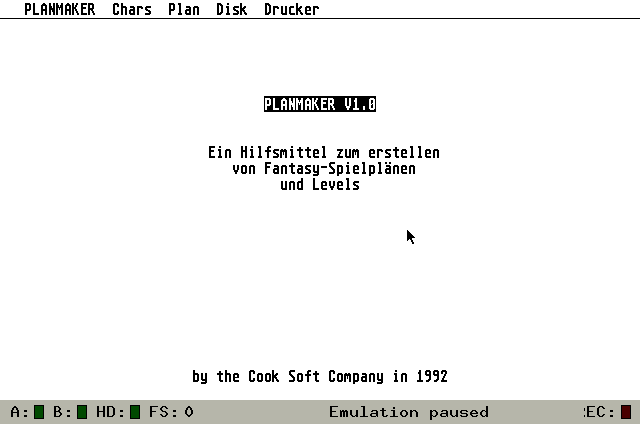 PLANMAKER Chars Plan Disk Drucker
PLANMAKER V1.0
Ein Hilfsmittel zum erstellen
von Fantasy-Spielplänen
und Levels
by the Cook Soft Company in 1992
A: B: HD: FS: 0 Emulation paused :EC: